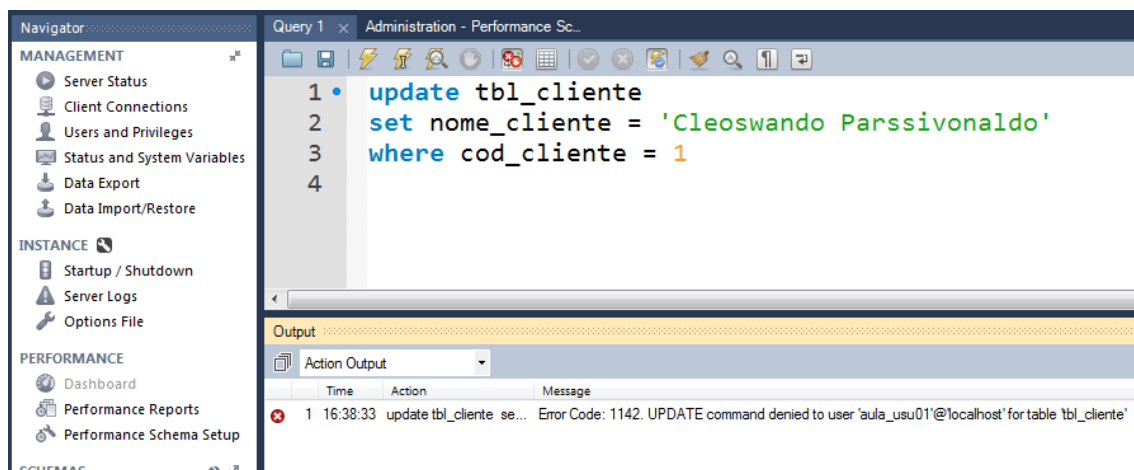 Navigator
MANAGEMENT
Server Status
Client Connections
Users and Privileges
Status and System Variables
Data Export
Data Import/Restore
INSTANCE
Startup / Shutdown
Server Logs
Options File
PERFORMANCE
Dashboard
Performance Reports
Performance Schema Setup
SCHEMAS
Query 1 × Administration - Performance Sc...
1 update tbl_cliente
2 set nome_cliente = 'Cleoswando Parssivonaldo'
3 where cod_cliente = 1
4
Output
Action Output
Time Action Message
1 16:38:33 update tbl_cliente se... Error Code: 1142. UPDATE command denied to user 'aula_usu01'@'localhost' for table 'tbl_cliente'